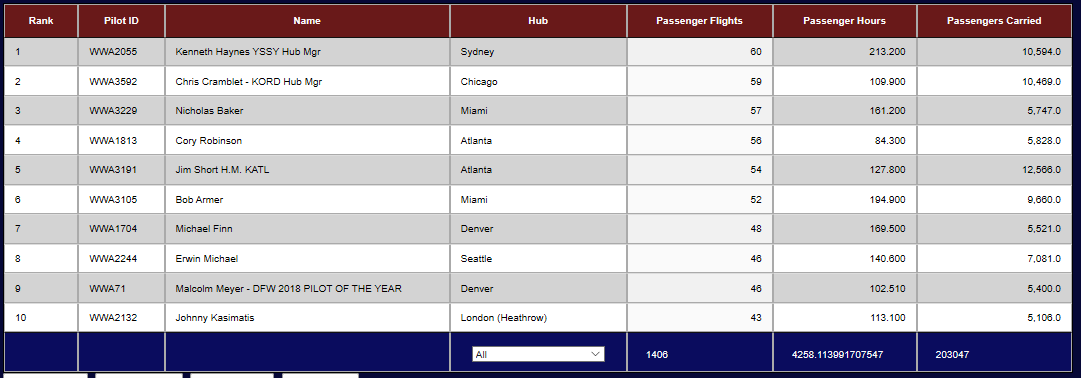 Rank Pilot ID Name Hub Passenger Flights Passenger Hours Passengers Carried
1 WWA2055 Kenneth Haynes YSSY Hub Mgr Sydney 60 213.200 10,594.0
2 WWA3592 Chris Cramblet - KORD Hub Mgr Chicago 59 109.900 10,469.0
3 WWA3229 Nicholas Baker Miami 57 161.200 5,747.0
4 WWA1813 Cory Robinson Atlanta 56 84.300 5,828.0
5 WWA3191 Jim Short H.M. KATL Atlanta 54 127.800 12,566.0
6 WWA3105 Bob Armer Miami 52 194.900 9,660.0
7 WWA1704 Michael Finn Denver 48 169.500 5,521.0
8 WWA2244 Erwin Michael Seattle 46 140.600 7,081.0
9 WWA71 Malcolm Meyer - DFW 2018 PILOT OF THE YEAR Denver 46 102.510 5,400.0
10 WWA2132 Johnny Kasimatis London (Heathrow) 43 113.100 5,106.0
All 1406 4258.113991707547 203047